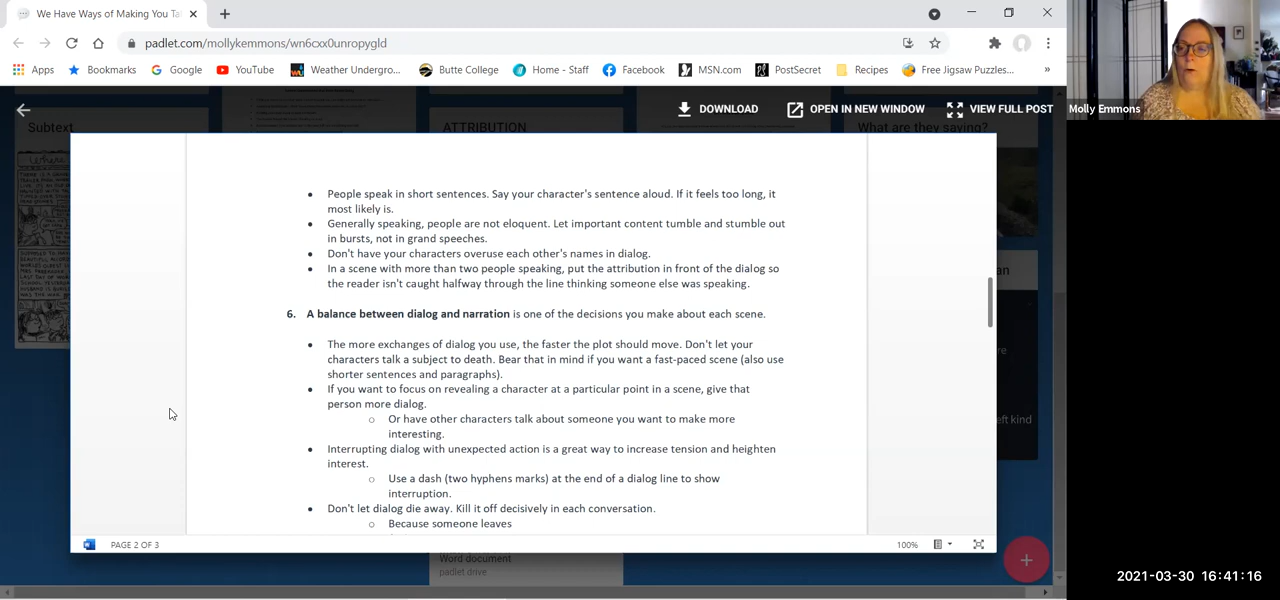 We Have Ways of Making You Ta
padlet.com/mollykemmons/wn6cxx0unropygld
Apps
Bookmarks
Google
YouTube
Weather Undergro...
Butte College
Home - Staff
Facebook
MSN.com
PostSecret
Recipes
Free Jigsaw Puzzles...
»
DOWNLOAD
OPEN IN NEW WINDOW
VIEW FULL POST
Molly Emmons
Subtext
ATTRIBUTION
What are they saying?
• People speak in short sentences. Say your character's sentence aloud. If it feels too long, it
most likely is.
• Generally speaking, people are not eloquent. Let important content tumble and stumble out
in bursts, not in grand speeches.
• Don't have your characters overuse each other's names in dialog.
• In a scene with more than two people speaking, put the attribution in front of the dialog so
the reader isn't caught halfway through the line thinking someone else was speaking.
6. A balance between dialog and narration is one of the decisions you make about each scene.
• The more exchanges of dialog you use, the faster the plot should move. Don't let your
characters talk a subject to death. Bear that in mind if you want a fast-paced scene (also use
shorter sentences and paragraphs).
• If you want to focus on revealing a character at a particular point in a scene, give that
person more dialog.
o Or have other characters talk about someone you want to make more
interesting.
• Interrupting dialog with unexpected action is a great way to increase tension and heighten
interest.
o Use a dash (two hyphens marks) at the end of a dialog line to show
interruption.
• Don't let dialog die away. Kill it off decisively in each conversation.
o Because someone leaves
an
re
eft kind
PAGE 2 OF 3
100%
Word document
padlet drive
2021-03-30 16:41:16